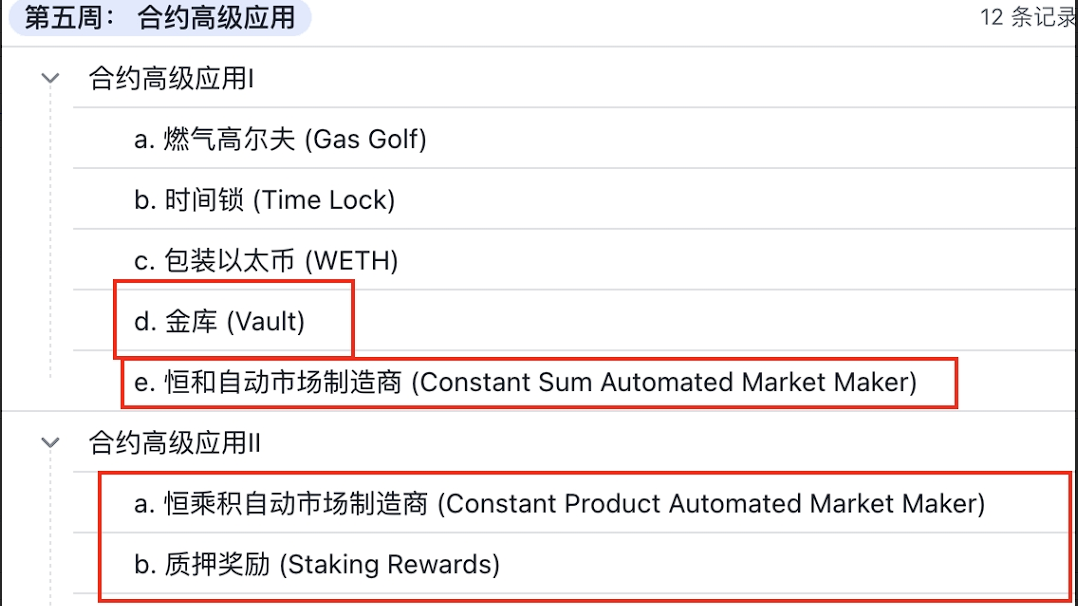 第五周： 合约高级应用
12 条记录
合约高级应用I
a. 燃气高尔夫 (Gas Golf)
b. 时间锁 (Time Lock)
c. 包装以太币 (WETH)
d. 金库 (Vault)
e. 恒和自动市场制造商 (Constant Sum Automated Market Maker)
合约高级应用II
a. 恒乘积自动市场制造商 (Constant Product Automated Market Maker)
b. 质押奖励 (Staking Rewards)